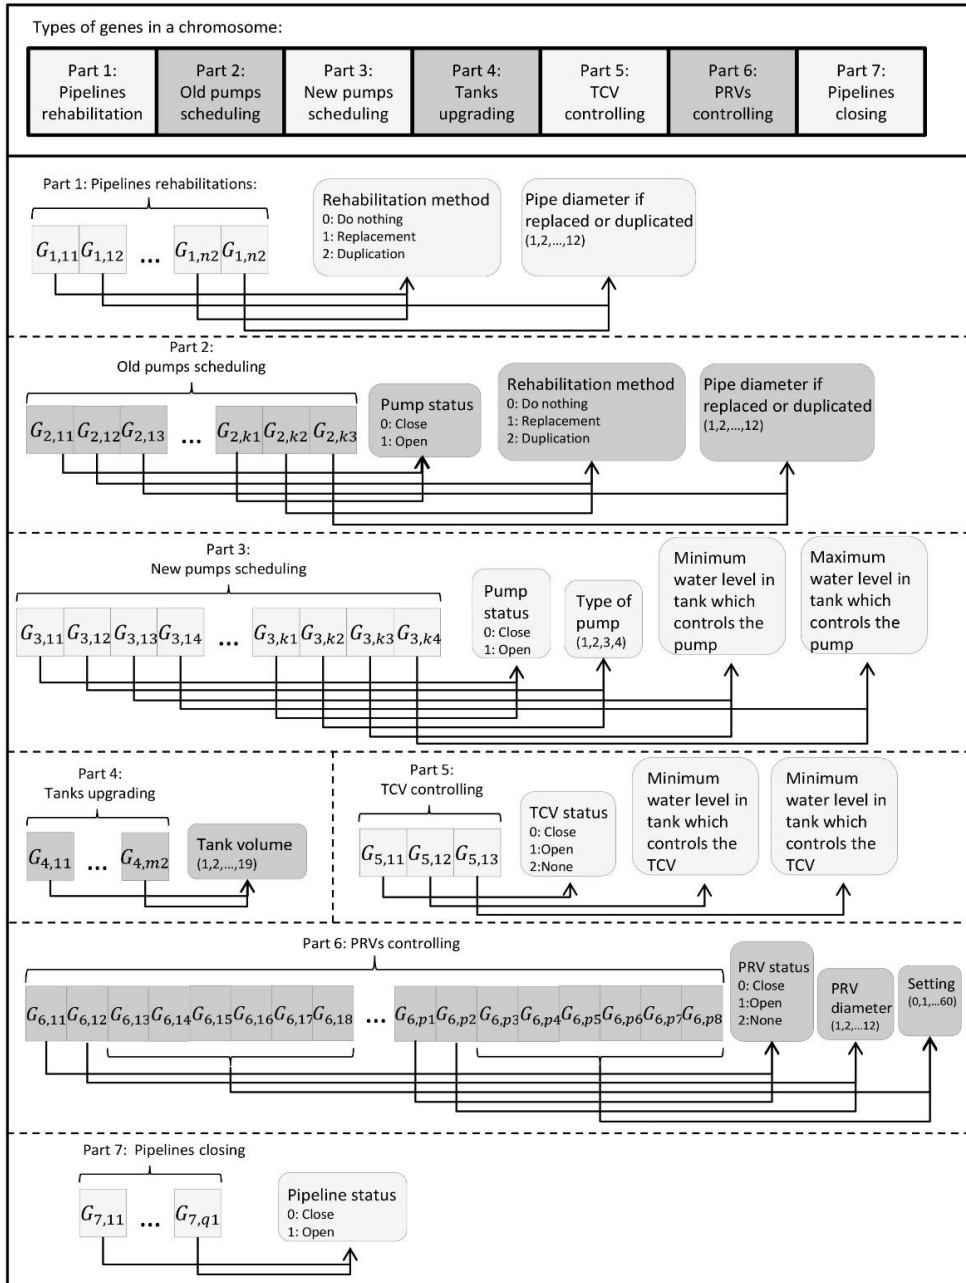 Types of genes in a chromosome:
Part 1:
Pipelines
rehabilitation
Part 2:
Old pumps
scheduling
Part 3:
New pumps
scheduling
Part 4:
Tanks
upgrading
Part 5:
TCV
controlling
Part 6:
PRVs
controlling
Part 7:
Pipelines
closing
Part 1: Pipelines rehabilitations:
G1,11 G1,12 ... G1,n2 G1,n2
Rehabilitation method
0: Do nothing
1: Replacement
2: Duplication
Pipe diameter if
replaced or duplicated
(1,2,...,12)
Part 2:
Old pumps scheduling
G2,11 G2,12 G2,13 ... G2,k1 G2,k2 G2,k3
Pump status
0: Close
1: Open
Rehabilitation method
0: Do nothing
1: Replacement
2: Duplication
Pipe diameter if
replaced or duplicated
(1,2,...,12)
Part 3:
New pumps scheduling
G3,11 G3,12 G3,13 G3,14 ... G3,k1 G3,k2 G3,k3 G3,k4
Pump
status
0: Close
1: Open
Type of
pump
(1,2,3,4)
Minimum
water level in
tank which
controls the
pump
Maximum
water level in
tank which
controls the
pump
Part 4:
Tanks upgrading
G4,11 ... G4,m2
Tank volume
(1,2,...,19)
Part 5:
TCV controlling
G5,11 G5,12 G5,13
TCV status
0: Close
1:Open
2:None
Minimum
water level in
tank which
controls the
TCV
Minimum
water level in
tank which
controls the
TCV
Part 6: PRVs controlling
G6,11 G6,12 G6,13 G6,14 G6,15 G6,16 G6,17 G6,18 ... G6,p1 G6,p2 G6,p3 G6,p4 G6,p5 G6,p6 G6,p7 G6,p8
PRV status
0: Close
1:Open
2:None
PRV
diameter
(1,2,...12)
Setting
(0,1,...60)
Part 7: Pipelines closing
G7,11 ... G7,q1
Pipeline status
0: Close
1: Open